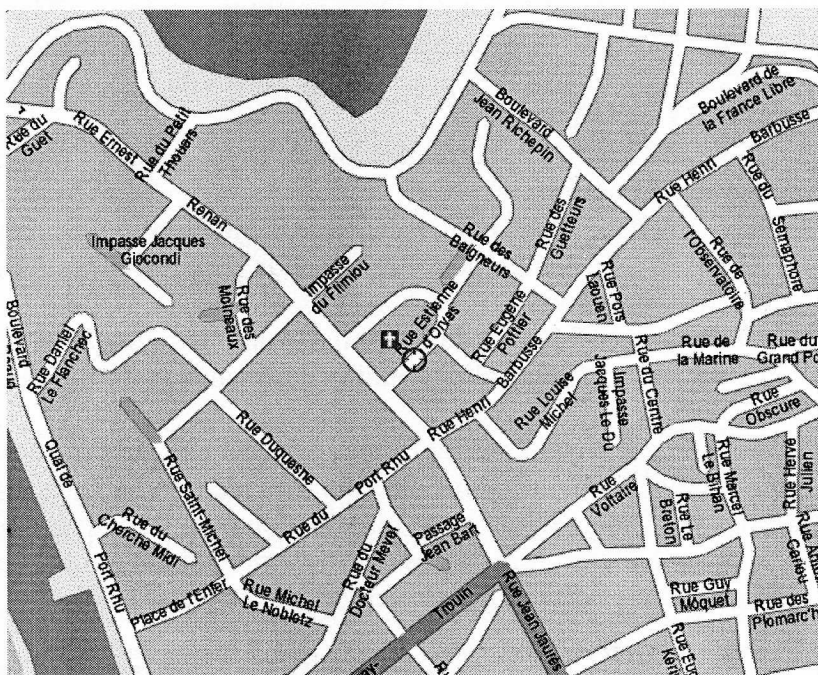 Boulevard
Jean Richepin
Boulevard de
la France Libre
Rue Henri
Barbusse
Rue du
Guet
Rue Ernest
Renan
Rue du Petit
Thouars
Rue des
Baigneurs
Rue des
Guetteurs
Rue de
l'Observatoire
Rue du
Sémaphore
Impasse Jacques
Giocondi
Impasse
du Flimiou
Rue des
Moineaux
Rue Estienne
d'Orves
Rue Eugène
Pottier
Rue Pors
Laouen
Boulevard
Rue Daniel
Le Flanchec
Rue Henri
Barbusse
Rue Louise
Michel
Impasse
Jacques Le Du
Rue du Centre
Rue de
la Marine
Rue du
Rue
Obscure
Quai de
Port Rhu
Rue Duquesne
Rue Saint-Michel
Rue du
Port Rhu
Rue
Voltaire
Rue Marcel
Le Bihan
Rue Le
Breton
Rue Hervé
Julien
Rue du
Cherche Midi
Place de l'Enfer
Rue Michel
Le Nobletz
Rue du
Docteur Mével
Passage
Jean Bart
Trouin
Rue Jean Jaurès
Rue Guy
Môquet
Rue des